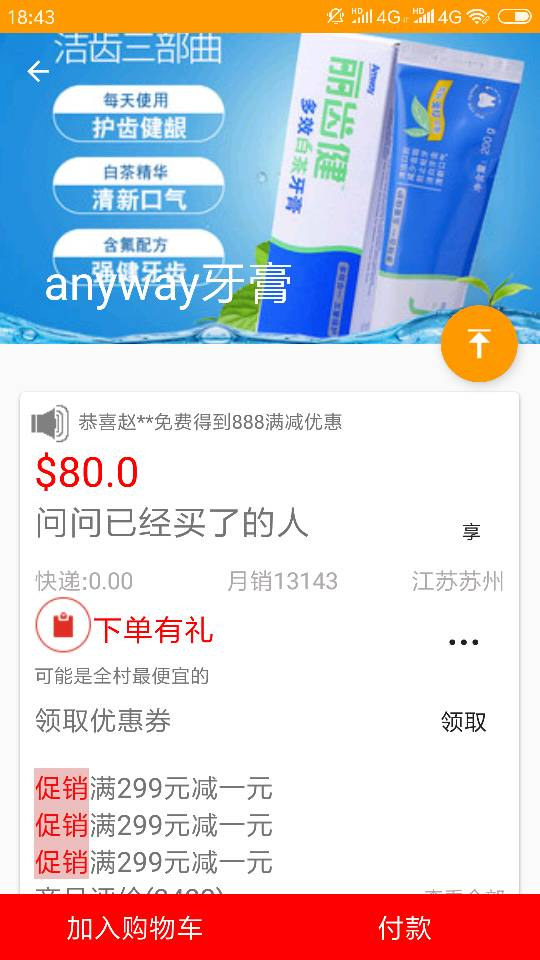 18:43
HD 4G HD 4G
洁齿三部曲
每天使用
护齿健龈
白茶精华
清新口气
含氟配方
强健牙齿
Amway
丽齿健
多效白茶牙膏
anyway牙膏
恭喜赵**免费得到888满减优惠
$80.0
问问已经买了的人
享
快递:0.00 月销13143 江苏苏州
下单有礼
...
可能是全村最便宜的
领取优惠券 领取
促销满299元减一元
促销满299元减一元
促销满299元减一元
加入购物车 付款